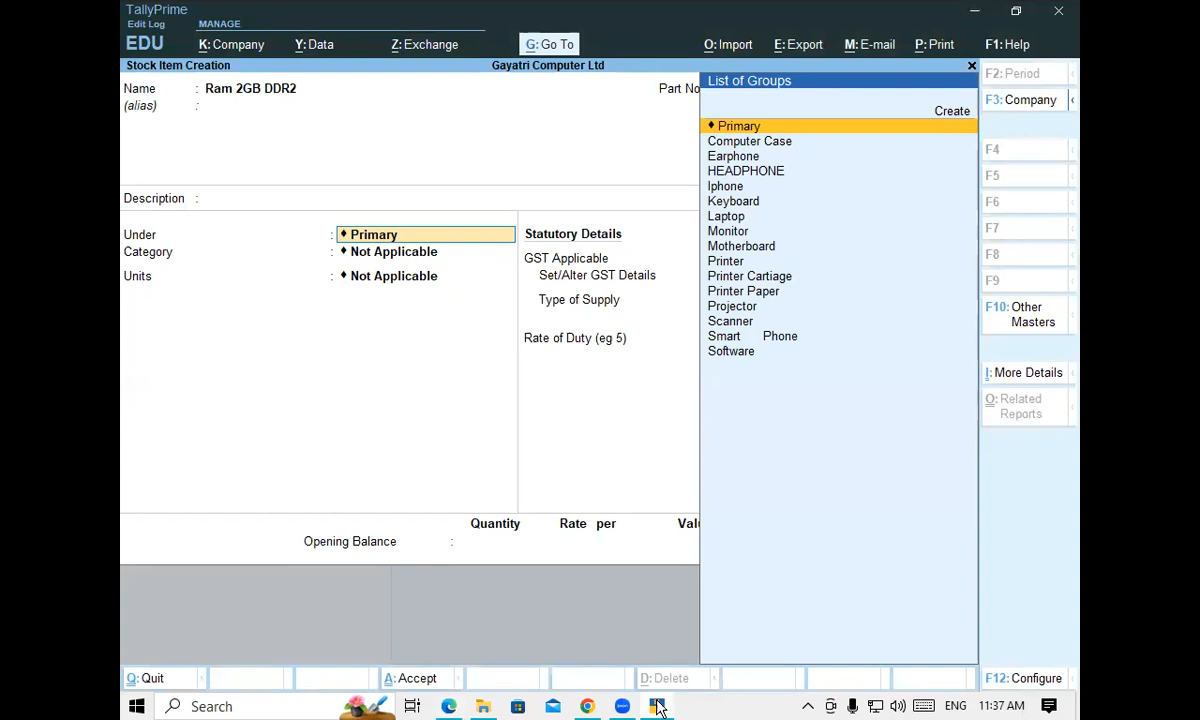 TallyPrime
Edit Log
MANAGE
EDU K: Company Y: Data Z: Exchange G: Go To O: Import E: Export M: E-mail P: Print F1: Help
Stock Item Creation Gayatri Computer Ltd
Name : Ram 2GB DDR2 Part No
(alias) :
Description :
Under : ♦ Primary
Category : ♦ Not Applicable
Units : ♦ Not Applicable
Statutory Details
GST Applicable
Set/Alter GST Details
Type of Supply
Rate of Duty (eg 5)
Quantity Rate per Valu
Opening Balance :
List of Groups
Create
♦ Primary
Computer Case
Earphone
HEADPHONE
Iphone
Keyboard
Laptop
Monitor
Motherboard
Printer
Printer Cartiage
Printer Paper
Projector
Scanner
Smart Phone
Software
F2: Period
F3: Company
F4
F5
F6
F7
F8
F9
F10: Other
Masters
I: More Details
O: Related
Reports
Q: Quit A: Accept D: Delete F12: Configure
Search ENG 11:37 AM